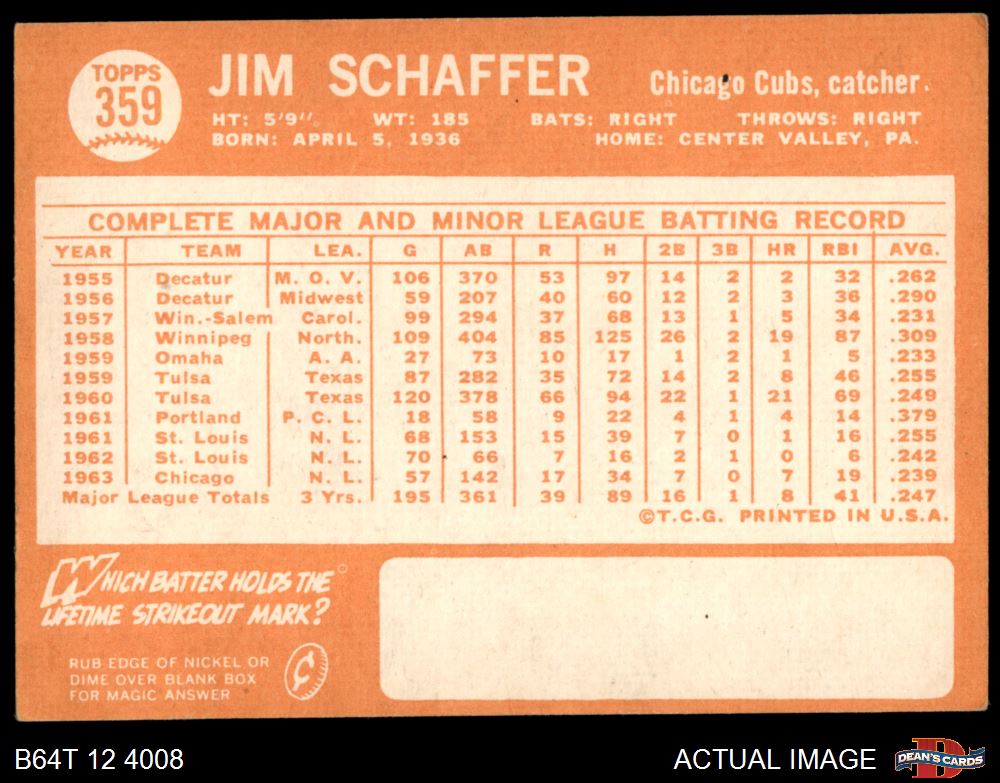 TOPPS
359
JIM SCHAFFER Chicago Cubs, catcher.
HT: 5'9" WT: 185 BATS: RIGHT THROWS: RIGHT
BORN: APRIL 5, 1936 HOME: CENTER VALLEY, PA.
COMPLETE MAJOR AND MINOR LEAGUE BATTING RECORD
YEAR TEAM LEA. G AB R H 2B 3B HR RBI AVG.
1955 Decatur M. O. V. 106 370 53 97 14 2 2 32 .262
1956 Decatur Midwest 59 207 40 60 12 2 3 36 .290
1957 Win.-Salem Carol. 99 294 37 68 13 1 5 34 .231
1958 Winnipeg North. 109 404 85 125 26 2 19 87 .309
1959 Omaha A. A. 27 73 10 17 1 2 1 5 .233
1959 Tulsa Texas 87 282 35 72 14 2 8 46 .255
1960 Tulsa Texas 120 378 66 94 22 1 21 69 .249
1961 Portland P. C. L. 18 58 9 22 4 1 4 14 .379
1961 St. Louis N. L. 68 153 15 39 7 0 1 16 .255
1962 St. Louis N. L. 70 66 7 16 2 1 0 6 .242
1963 Chicago N. L. 57 142 17 34 7 0 7 19 .239
Major League Totals 3 Yrs. 195 361 39 89 16 1 8 41 .247
©T.C.G. PRINTED IN U.S.A.
WHICH BATTER HOLDS THE
LIFETIME STRIKEOUT MARK?
RUB EDGE OF NICKEL OR
DIME OVER BLANK BOX
FOR MAGIC ANSWER
¢
B64T 12 4008 ACTUAL IMAGE D DEAN'S CARDS